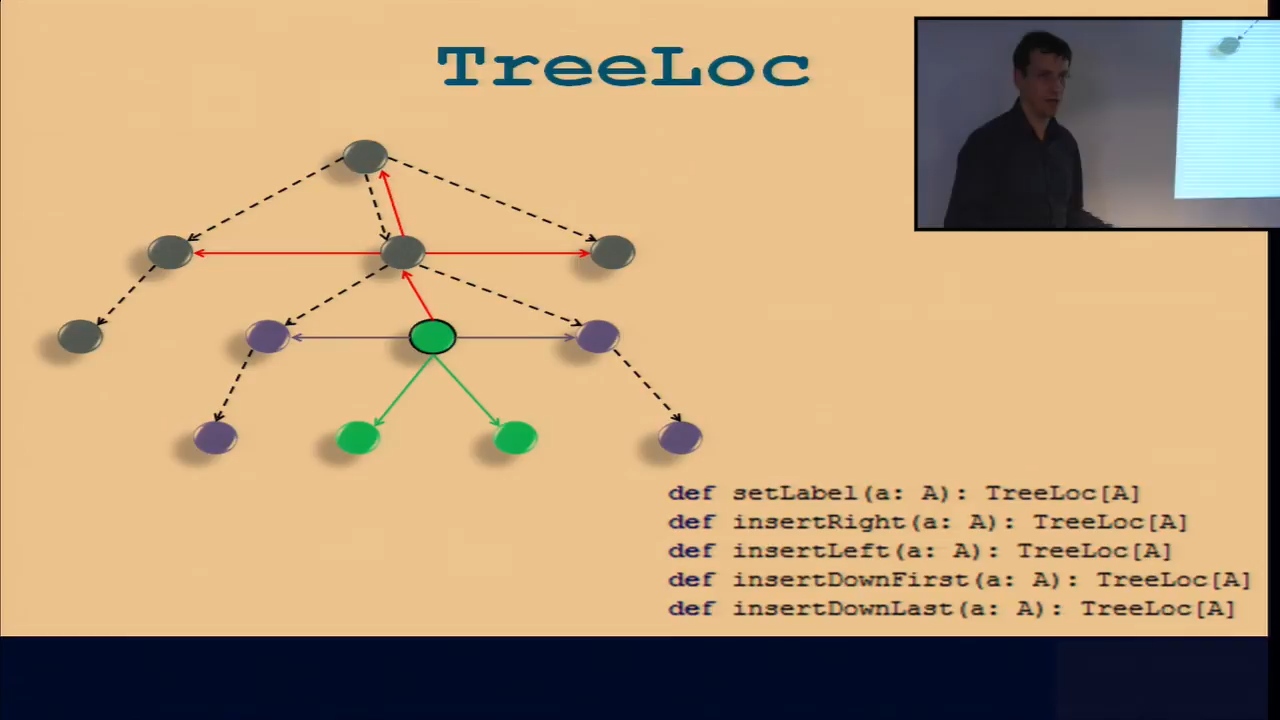 TreeLoc
def setLabel(a: A): TreeLoc[A]
def insertRight(a: A): TreeLoc[A]
def insertLeft(a: A): TreeLoc[A]
def insertDownFirst(a: A): TreeLoc[A]
def insertDownLast(a: A): TreeLoc[A]